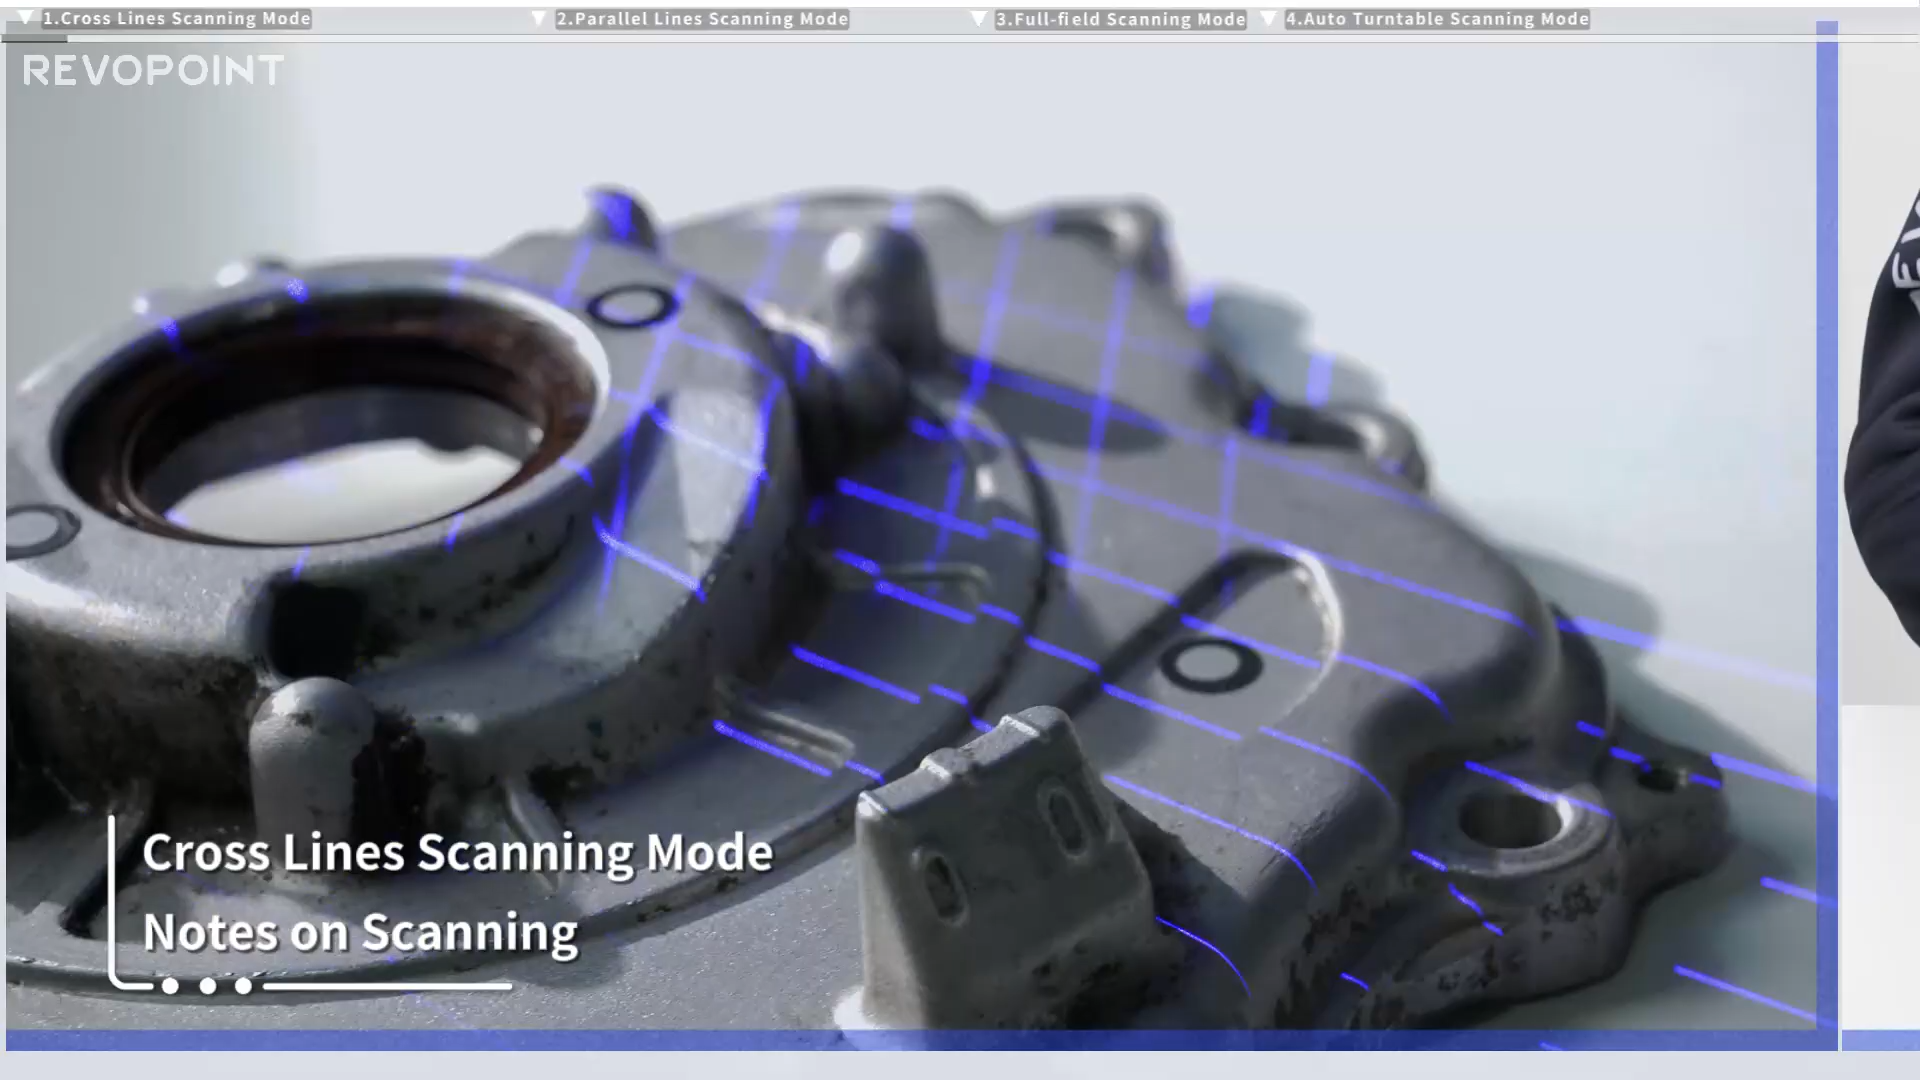 1.Cross Lines Scanning Mode
2.Parallel Lines Scanning Mode
3.Full-field Scanning Mode
4.Auto Turntable Scanning Mode
REVOPOINT
Cross Lines Scanning Mode
Notes on Scanning